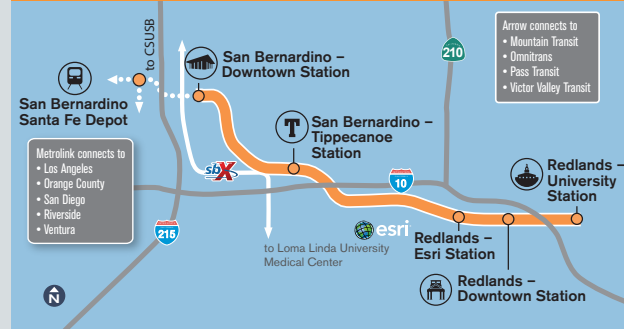 to CSUSB
San Bernardino
Santa Fe Depot
San Bernardino –
Downtown Station
210
Arrow connects to
• Mountain Transit
• Omnitrans
• Pass Transit
• Victor Valley Transit
T
San Bernardino –
Tippecanoe
Station
Metrolink connects to
• Los Angeles
• Orange County
• San Diego
• Riverside
• Ventura
sbX
10
Redlands –
University
Station
215
esri
to Loma Linda University
Medical Center
Redlands –
Esri Station
Redlands –
Downtown Station
N